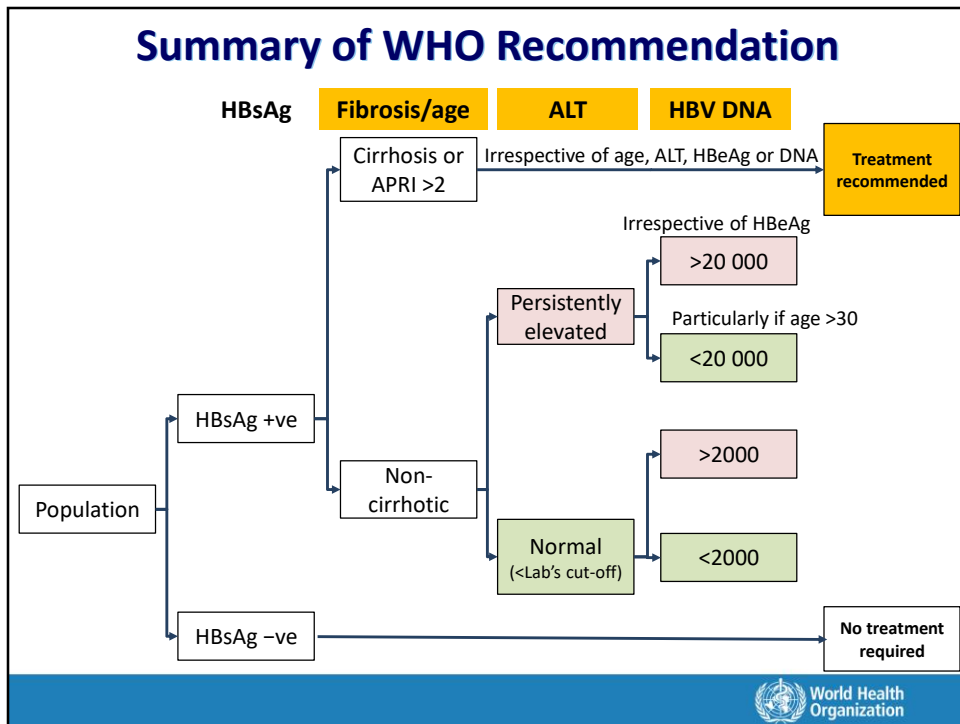 Summary of WHO Recommendation
HBsAg
Fibrosis/age
ALT
HBV DNA
Cirrhosis or
APRI >2
Irrespective of age, ALT, HBeAg or DNA
Treatment
recommended
Irrespective of HBeAg
>20 000
Persistently
elevated
Particularly if age >30
<20 000
HBsAg +ve
>2000
Non-
cirrhotic
Population
Normal
(<Lab's cut-off)
<2000
HBsAg −ve
No treatment
required
World Health
Organization